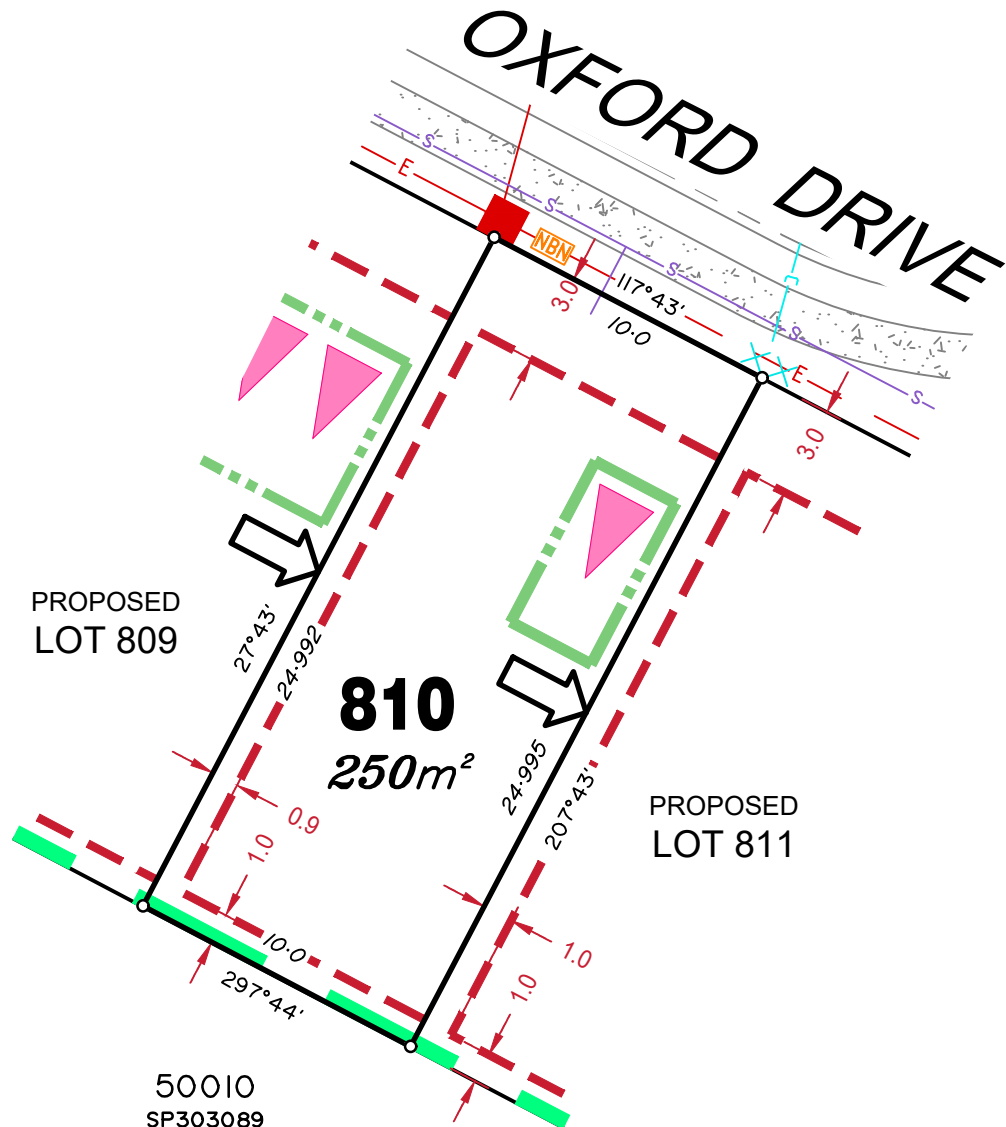 OXFORD DRIVE
E
S
S
NBN
S
3.0
117°43'
10·0
S
E
S
3.0
PROPOSED
LOT 809
27°43'
24·992
810
250m²
24·995
207°43'
PROPOSED
LOT 811
0.9
1.0
10·0
297°44'
1.0
1.0
50010
SP303089